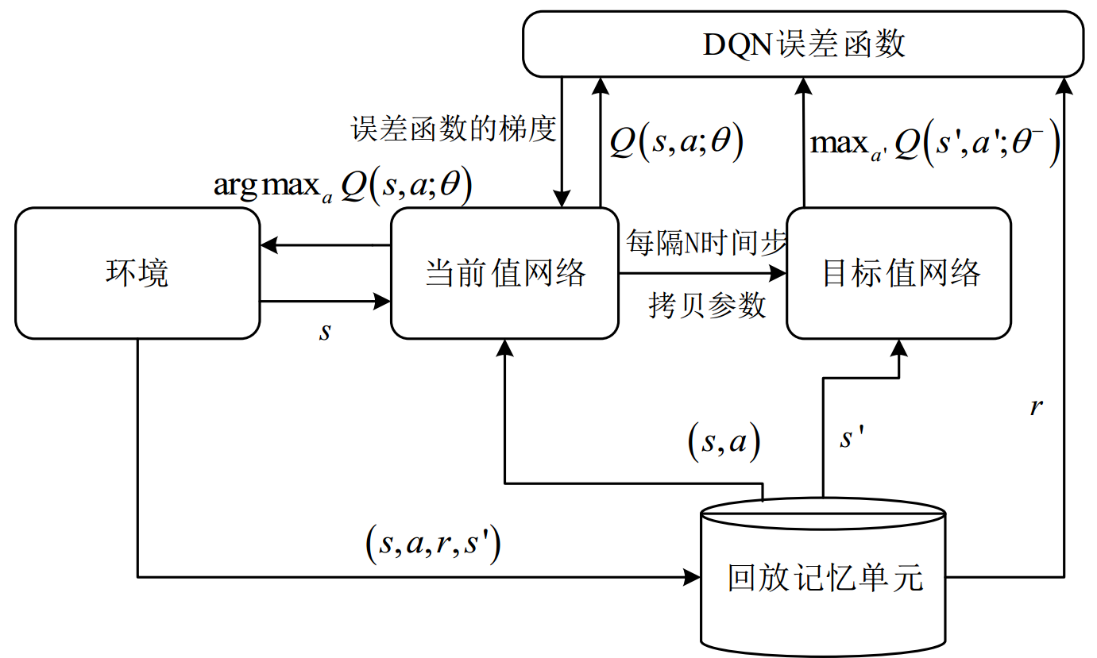 DQN误差函数
误差函数的梯度
Q(s,a;θ)
max_{a'} Q(s',a';θ⁻)
arg max_a Q(s,a;θ)
环境
当前值网络
每隔N时间步
拷贝参数
目标值网络
s
(s,a)
s'
r
(s,a,r,s')
回放记忆单元